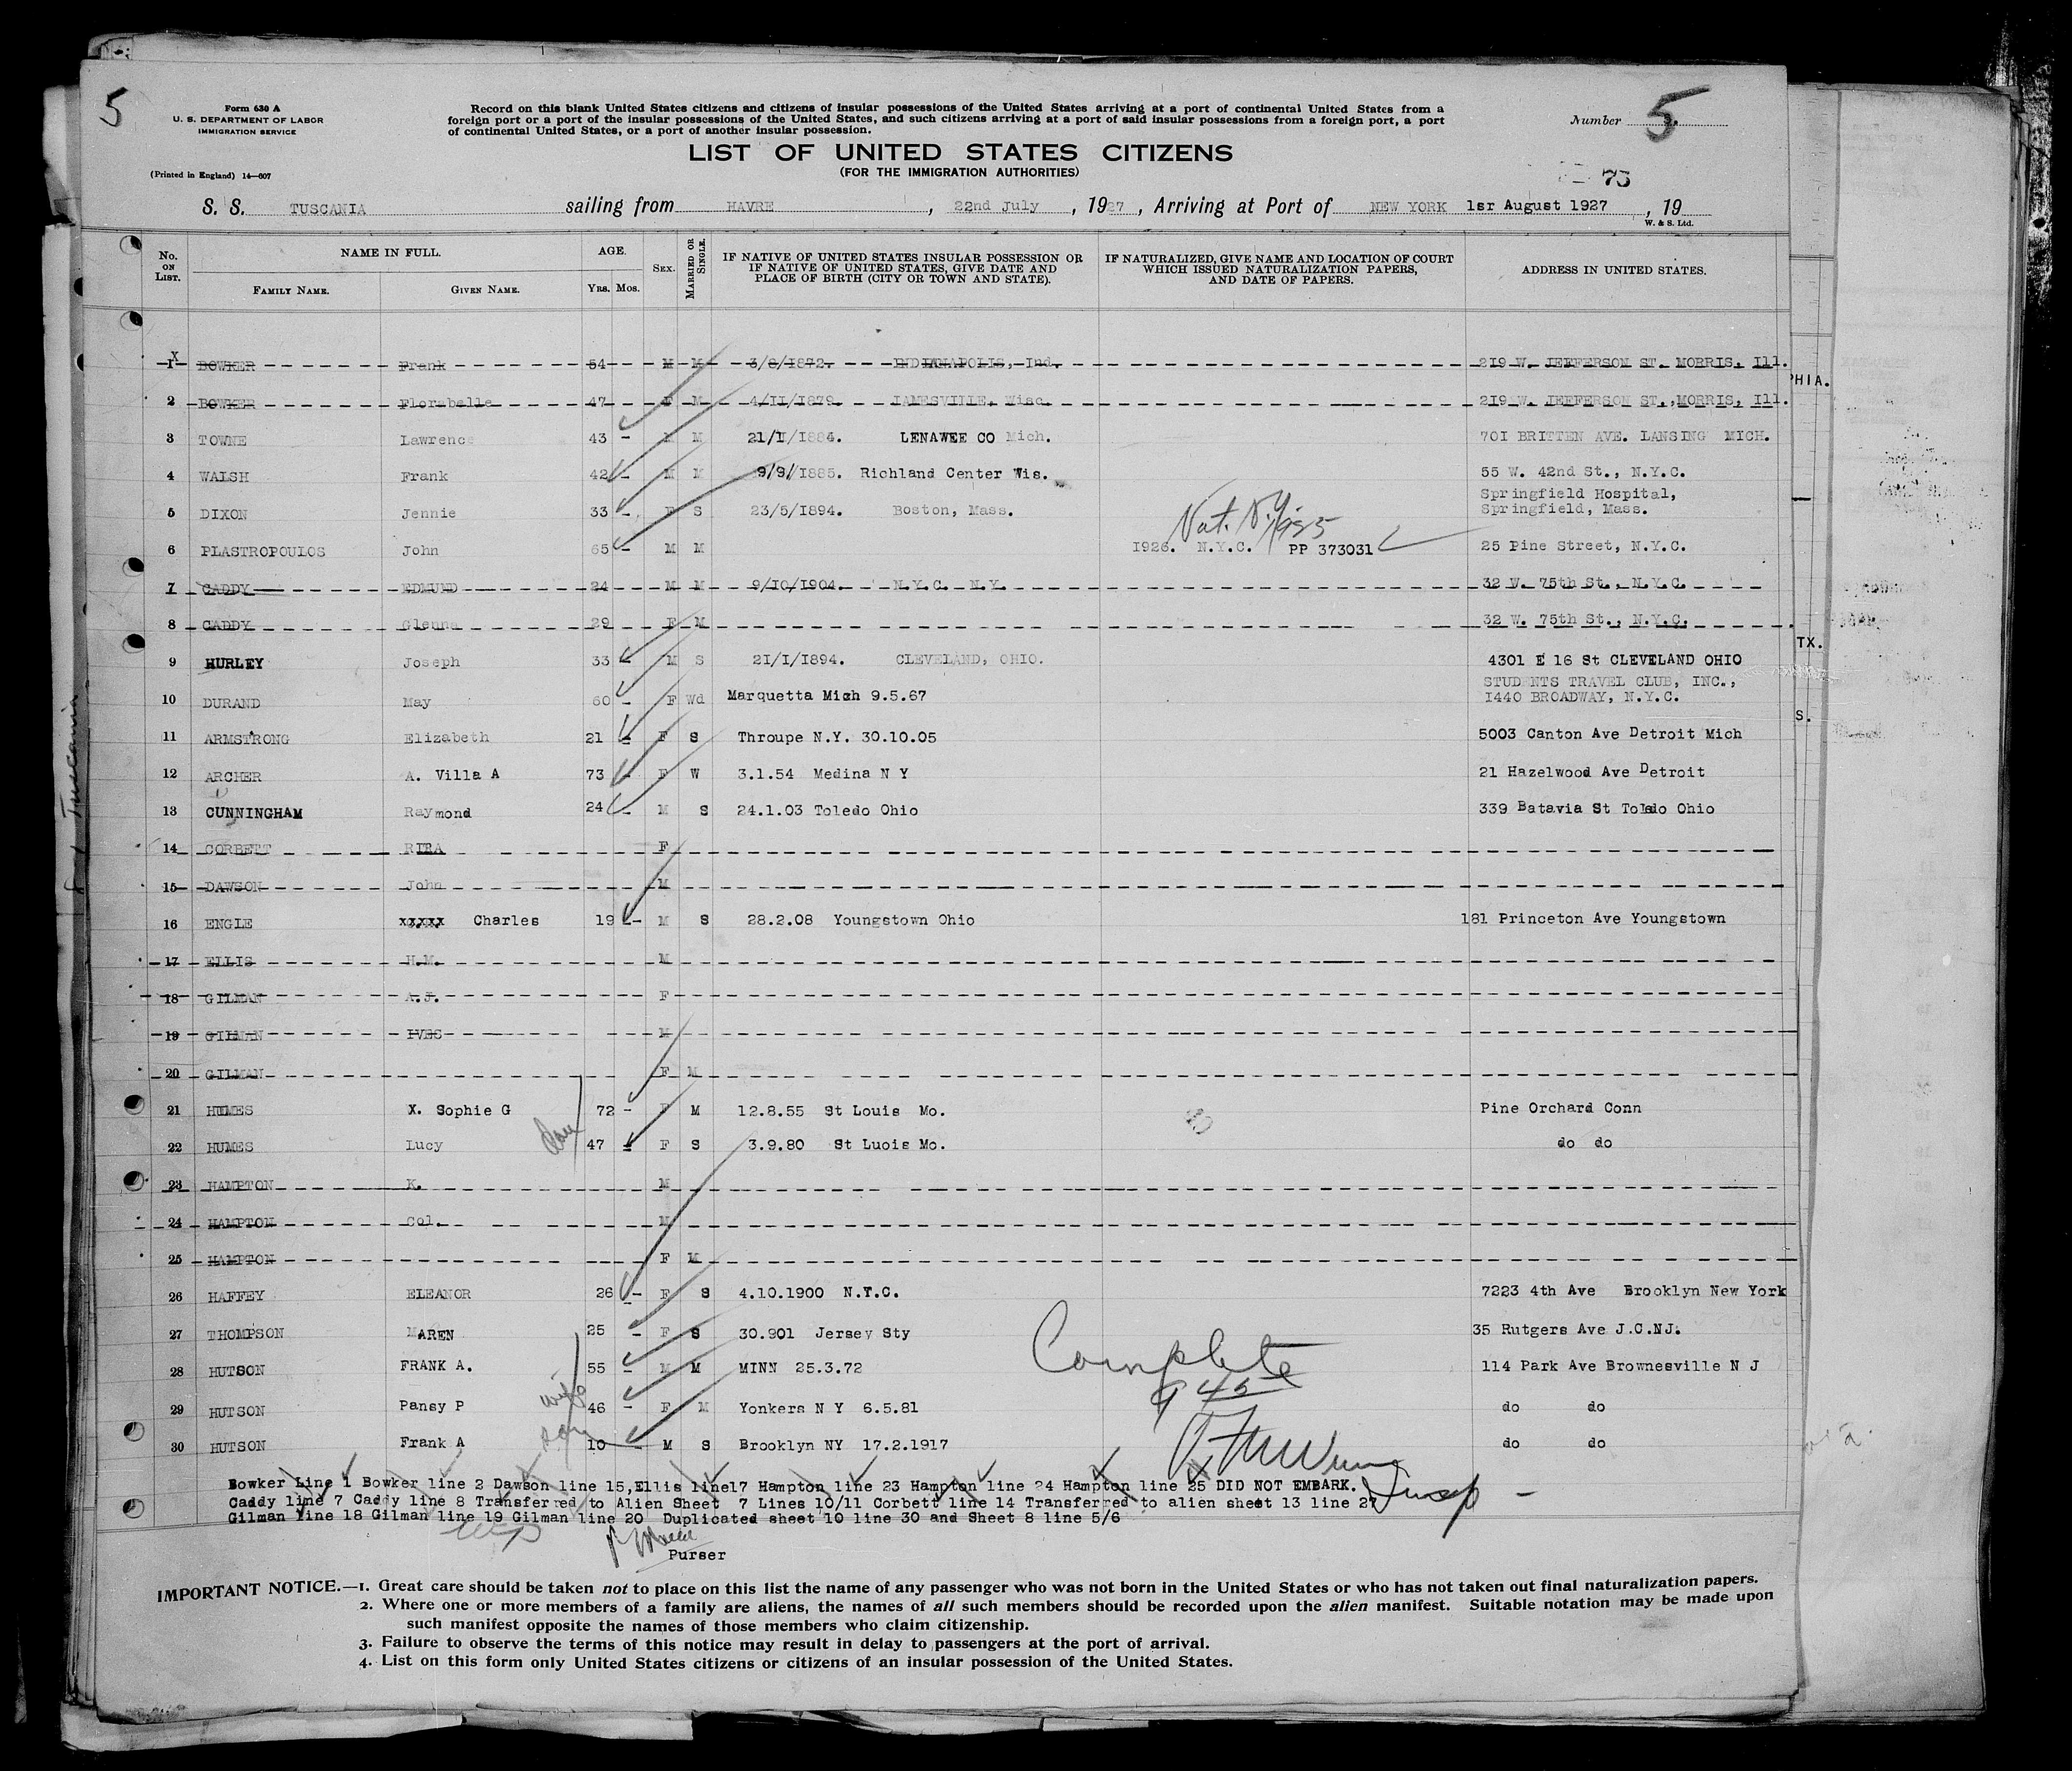 5
Form 630 A
U. S. DEPARTMENT OF LABOR
IMMIGRATION SERVICE
(Printed in England) 14—607
Record on this blank United States citizens and citizens of insular possessions of the United States arriving at a port of continental United States from a
foreign port or a port of the insular possessions of the United States, and such citizens arriving at a port of said insular possessions from a foreign port, a port
of continental United States, or a port of another insular possession.
Number 5
LIST OF UNITED STATES CITIZENS
(FOR THE IMMIGRATION AUTHORITIES)
75
S. S. TUSCANIA sailing from HAVRE, 22nd July, 1927, Arriving at Port of NEW YORK 1sr August 1927, 19
W. & S. Ltd.
No. ON LIST. NAME IN FULL. FAMILY NAME. GIVEN NAME. AGE. YRS. MOS. SEX. MARRIED OR SINGLE. IF NATIVE OF UNITED STATES INSULAR POSSESSION OR IF NATIVE OF UNITED STATES, GIVE DATE AND PLACE OF BIRTH (CITY OR TOWN AND STATE). IF NATURALIZED, GIVE NAME AND LOCATION OF COURT WHICH ISSUED NATURALIZATION PAPERS, AND DATE OF PAPERS. ADDRESS IN UNITED STATES.
X
1 BOWKER Frank 54 M M 3/8/1872. INDIANAPOLIS, Ind. 219 W. JEFFERSON ST. MORRIS, Ill.
PHIA.
2 BOWKER Florabelle 47 F M 4/11/1879. JANESVILLE, Wisc. 219 W. JEFFERSON ST.,MORRIS, Ill.
3 TOWNE Lawrence 43 - M M 21/1/1884. LENAWEE CO Mich. 701 BRITTEN AVE. LANSING MICH.
4 WALSH Frank 42 - M M 9/9/1885. Richland Center Wis. 55 W. 42nd St., N.Y.C.
5 DIXON Jennie 33 - F S 23/5/1894. Boston, Mass. Springfield Hospital,
Springfield, Mass.
Nat. N.Y. 1925
6 PLASTROPOULOS John 65 - M M 1926. N.Y.C. PP 373031 25 Pine Street, N.Y.C.
7 CADDY EDMUND 24 M M 9/10/1904. N.Y.C. N.Y. 32 W. 75th St., N.Y.C.
8 CADDY Glenna 29 F M 32 W. 75th St., N.Y.C.
TX.
9 HURLEY Joseph 33 - M S 21/1/1894. CLEVELAND, OHIO. 4301 E 16 St CLEVELAND OHIO
10 DURAND May 60 - F Wd Marquetta Mich 9.5.67 STUDENTS TRAVEL CLUB, INC.,
1440 BROADWAY, N.Y.C.
S.
11 ARMSTRONG Elizabeth 21 - F S Throupe N.Y. 30.10.05 5003 Canton Ave Detroit Mich
12 ARCHER A. Villa A 73 - F W 3.1.54 Medina N Y 21 Hazelwood Ave Detroit
13 CUNNINGHAM Raymond 24 - M S 24.1.03 Toledo Ohio 339 Batavia St Toledo Ohio
14 CORBETT RITA F
15 DAWSON John M
16 ENGLE xxxxx Charles 19 - M S 28.2.08 Youngstown Ohio 181 Princeton Ave Youngstown
17 ELLIS H.M. M
18 GILMAN A.J. F
19 GILMAN IVES M
20 GILMAN F M
21 HUMES X. Sophie G 72 - F M 12.8.55 St Louis Mo. Pine Orchard Conn
22 HUMES Lucy dau 47 - F S 3.9.80 St Luois Mo. do do
23 HAMPTON K. M
24 HAMPTON Col. M
25 HAMPTON F M
26 HAFFEY ELEANOR 26 - F S 4.10.1900 N.Y.C. 7223 4th Ave Brooklyn New York
27 THOMPSON MAREN 25 - F S 30.901 Jersey Sty 35 Rutgers Ave J.C.NJ.
28 HUTSON FRANK A. 55 - M M MINN 25.3.72 114 Park Ave Brownesville N J
29 HUTSON Pansy P wife 46 - F M Yonkers N Y 6.5.81 do do
30 HUTSON Frank A son 10 M S Brooklyn NY 17.2.1917 do do
Complete
945
Insp -
Bowker Line 1 Bowker line 2 Dawson line 15,Ellis line17 Hampton line 23 Hampton line 24 Hampton line 25 DID NOT EMBARK.
Caddy line 7 Caddy line 8 Transferred to Alien Sheet 7 Lines 10/11 Corbett line 14 Transferred to alien sheet 13 line 27
Gilman line 18 Gilman line 19 Gilman line 20 Duplicated sheet 10 line 30 and Sheet 8 line 5/6
Purser
IMPORTANT NOTICE.—1. Great care should be taken not to place on this list the name of any passenger who was not born in the United States or who has not taken out final naturalization papers.
2. Where one or more members of a family are aliens, the names of all such members should be recorded upon the alien manifest. Suitable notation may be made upon
such manifest opposite the names of those members who claim citizenship.
3. Failure to observe the terms of this notice may result in delay to passengers at the port of arrival.
4. List on this form only United States citizens or citizens of an insular possession of the United States.